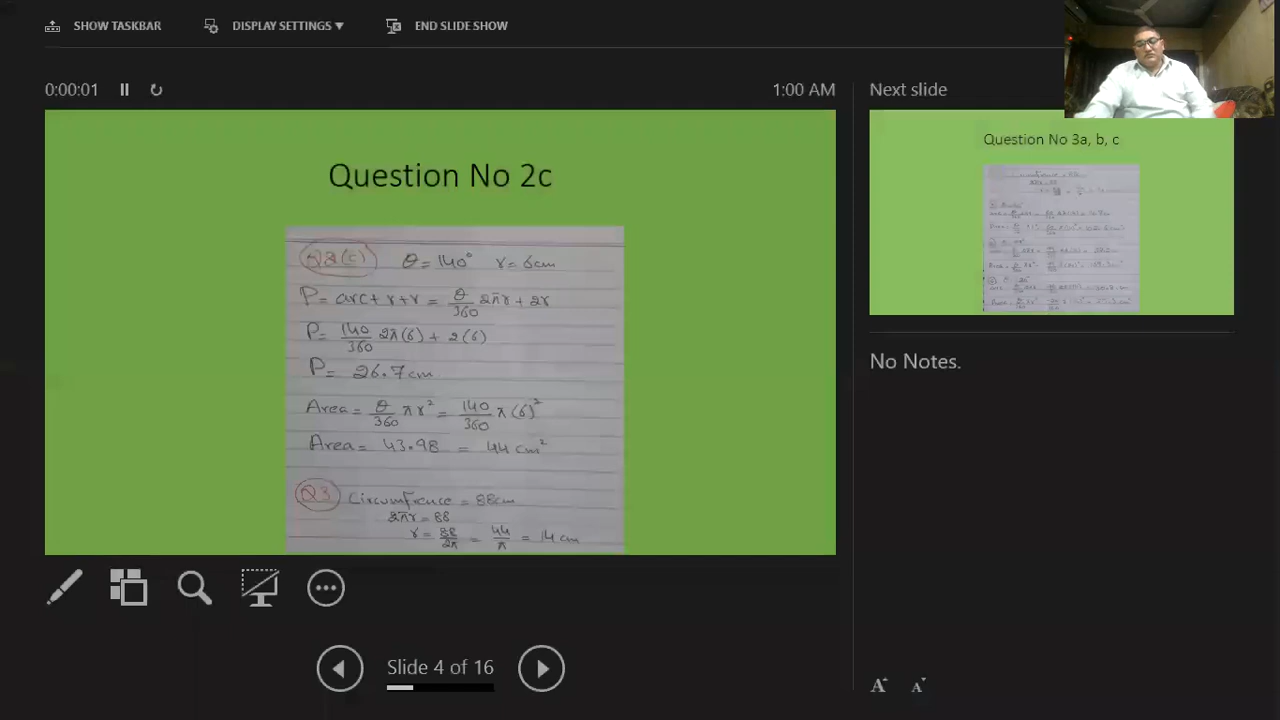 SHOW TASKBAR
DISPLAY SETTINGS ▼
END SLIDE SHOW
0:00:01
1:00 AM
Question No 2c
Q2(c) θ = 140° r = 6cm
P = arc + r + r = θ/360 2πr + 2r
P = 140/360 2π(6) + 2(6)
P = 26.7cm
Area = θ/360 πr² = 140/360 π(6)²
Area = 43.98 = 44 cm²
Q3 Circumfrence = 88cm
2πr = 88
r = 88/2π = 44/π = 14 cm
Slide 4 of 16
Next slide
Question No 3a, b, c
No Notes.
A A